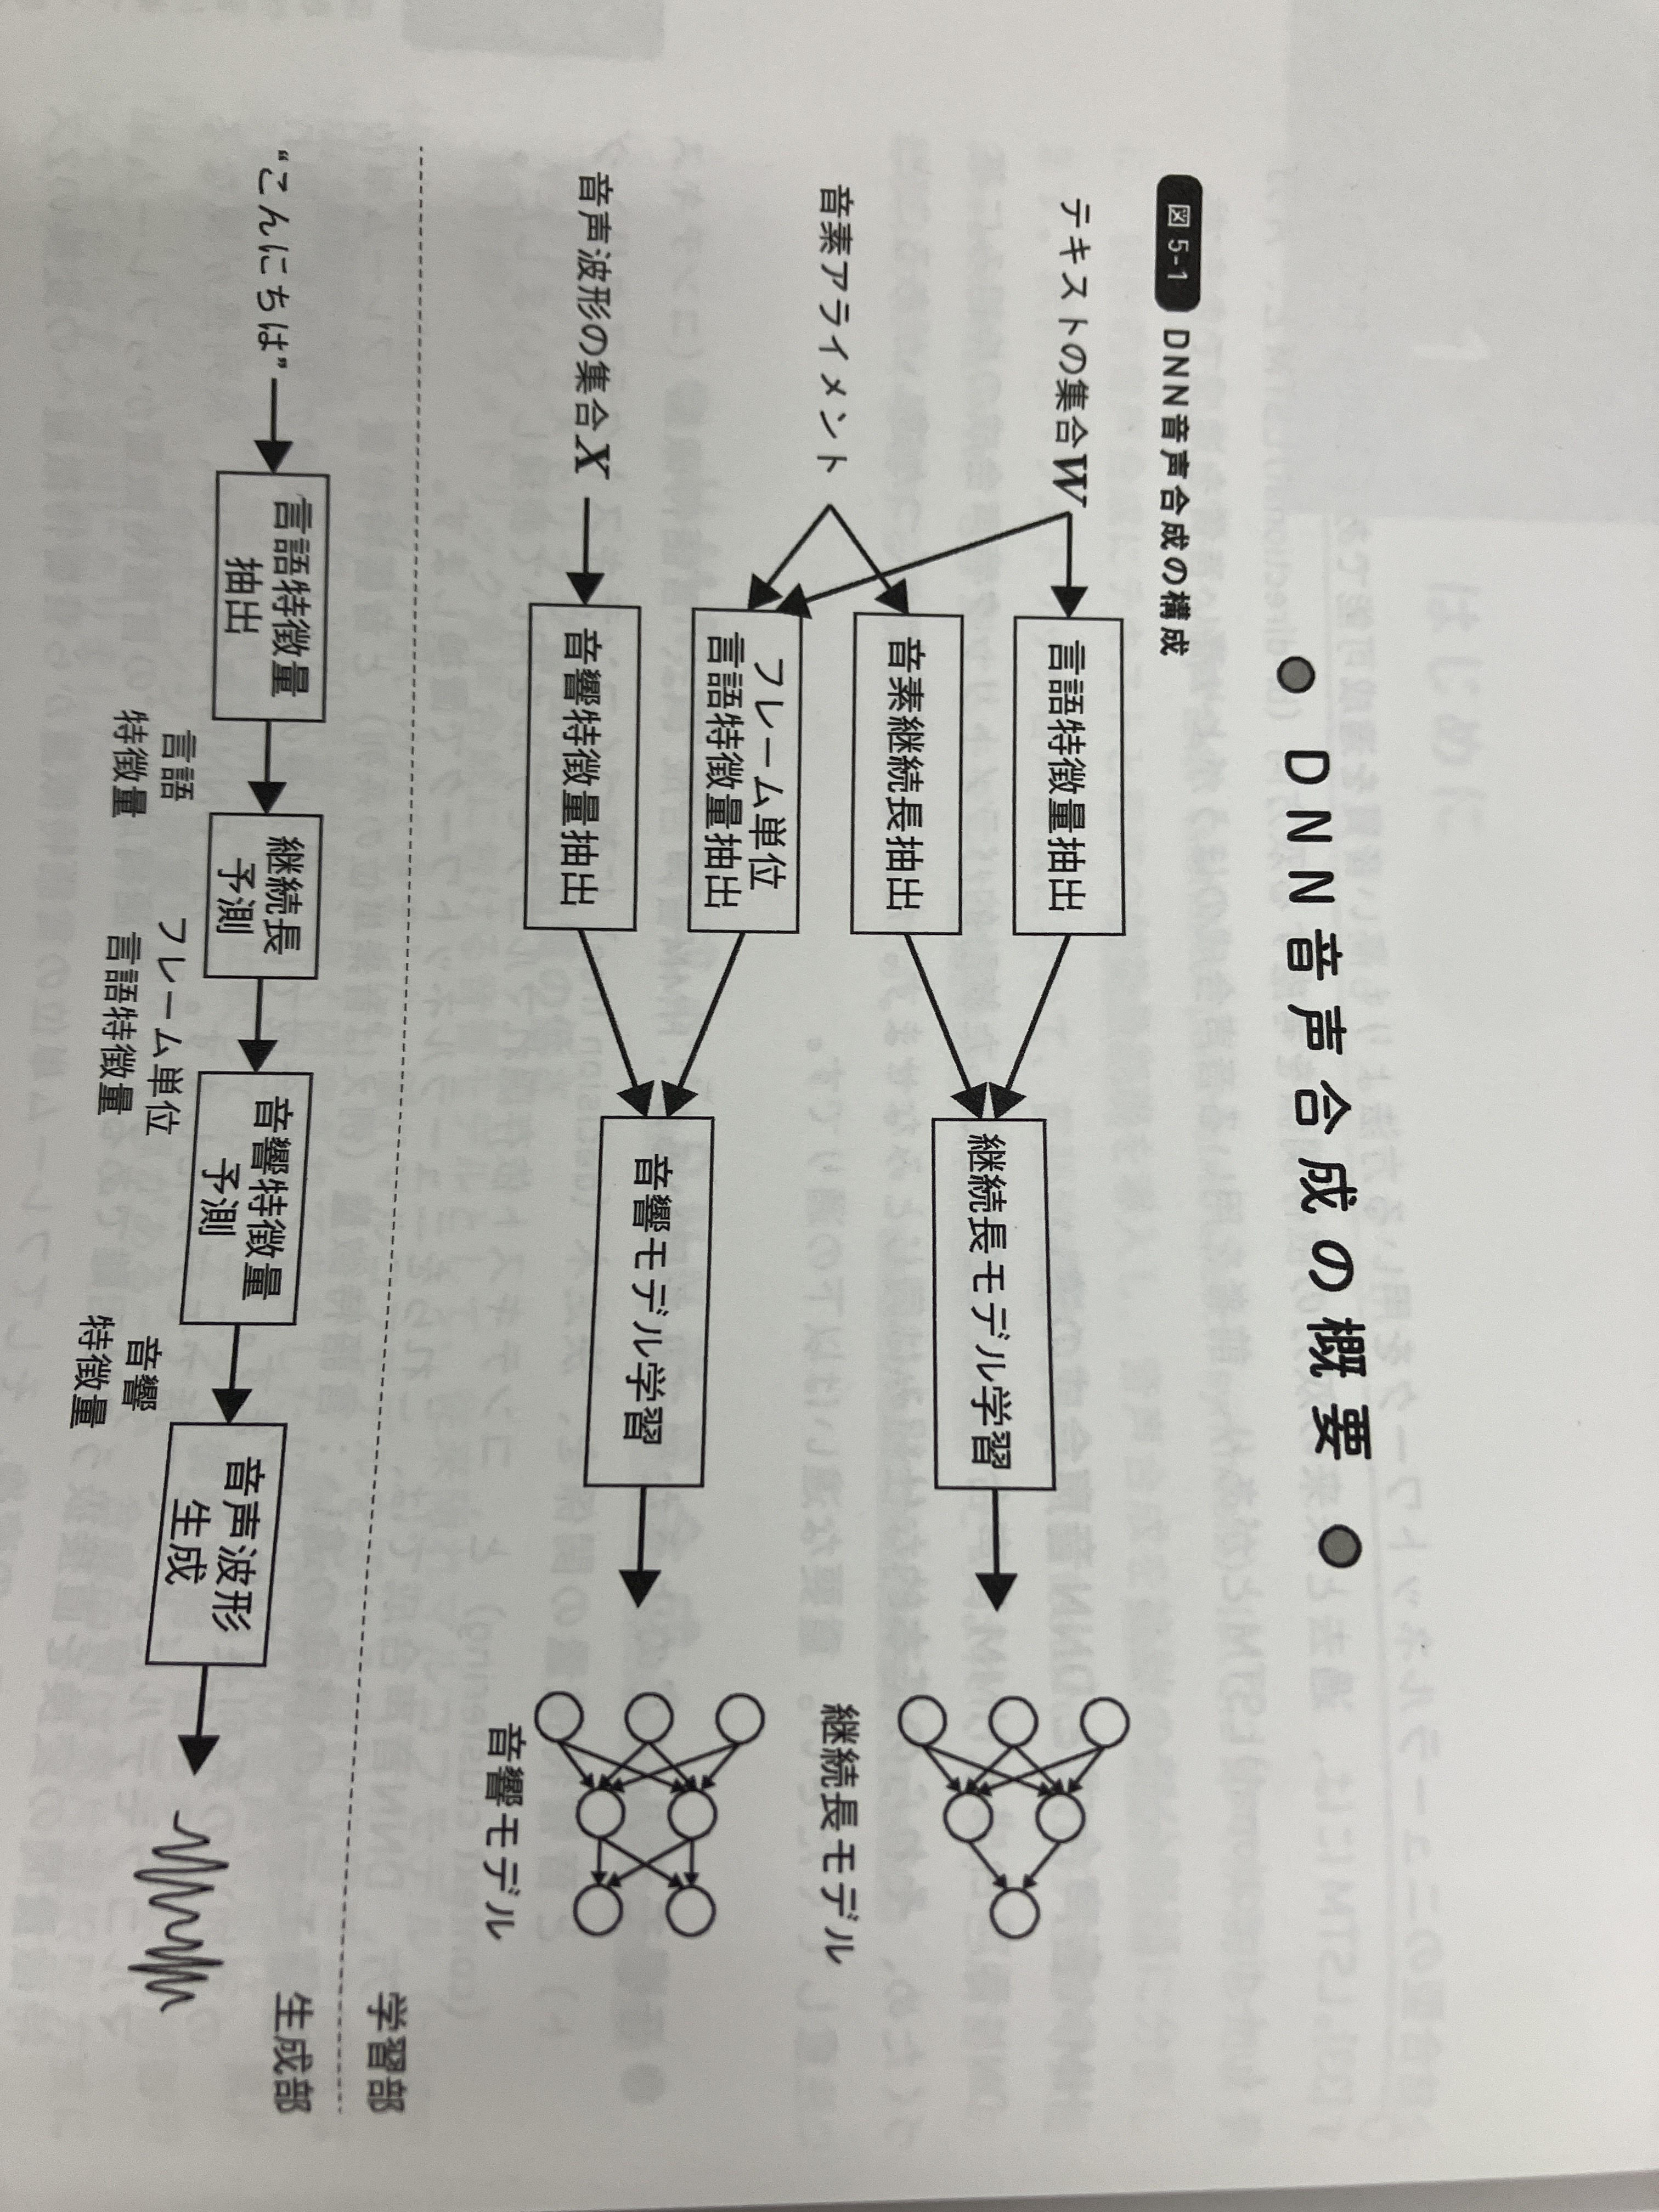 DNN音声合成の概要
図 5-1 DNN音声合成の構成
テキストの集合W
音素アライメント
音声波形の集合X
言語特徴量抽出
音素継続長抽出
フレーム単位
言語特徴量抽出
音響特徴量抽出
継続長モデル学習
音響モデル学習
継続長モデル
音響モデル
学習部
生成部
“こんにちは”
言語特徴量
抽出
言語
特徴量
継続長
予測
フレーム単位
言語特徴量
音響特徴量
予測
音響
特徴量
音声波形
生成